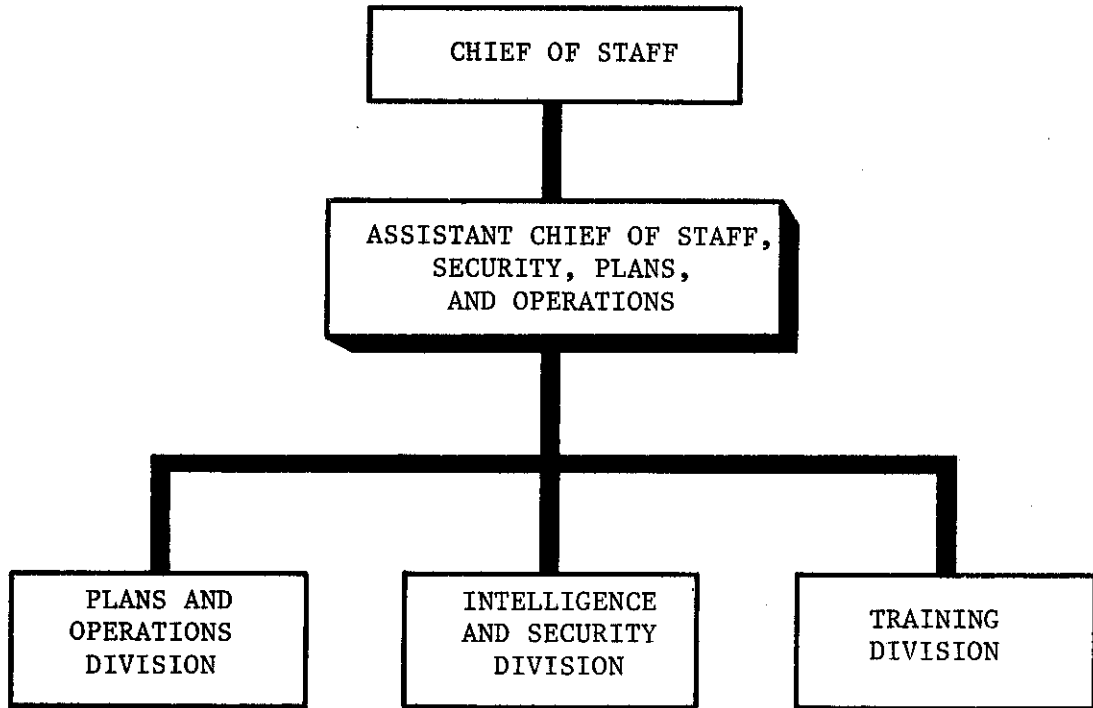 CHIEF OF STAFF
ASSISTANT CHIEF OF STAFF,
SECURITY, PLANS,
AND OPERATIONS
PLANS AND
OPERATIONS
DIVISION
INTELLIGENCE
AND SECURITY
DIVISION
TRAINING
DIVISION